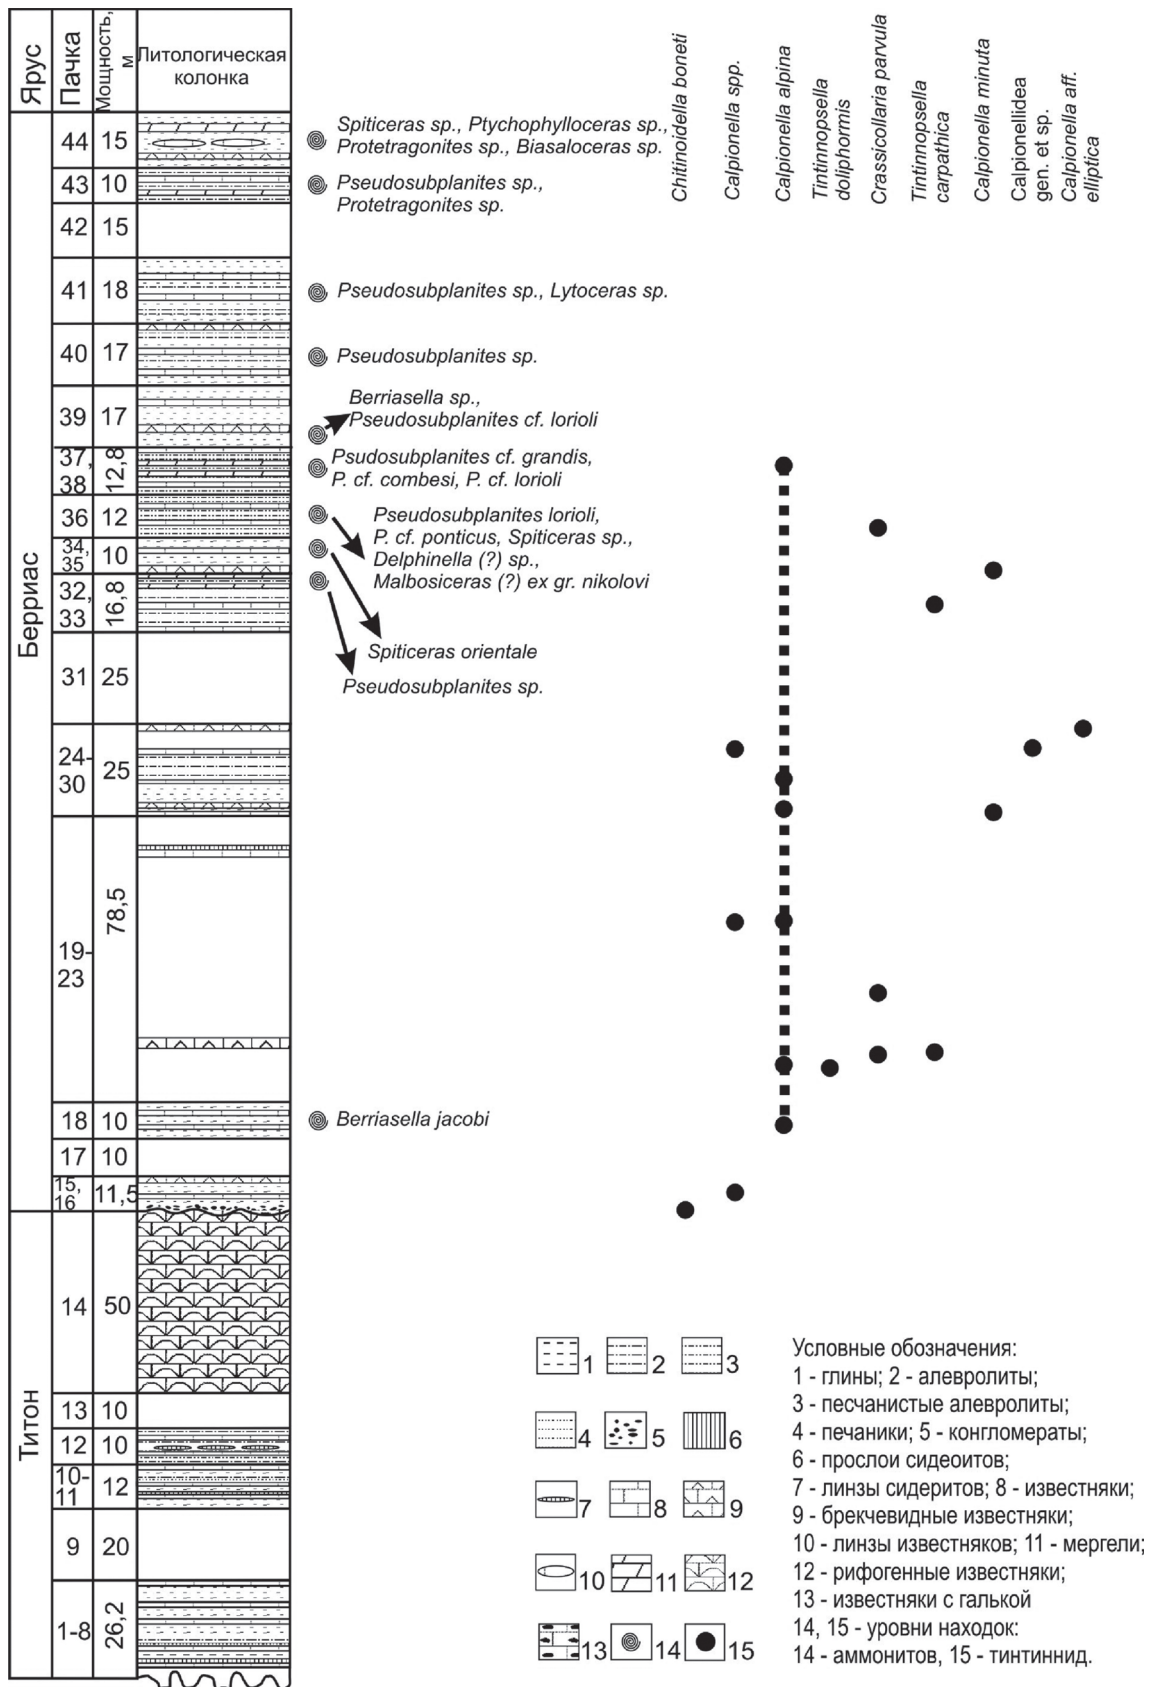 Ярус
Пачка
Мощность,
м
Литологическая
колонка
Chitinoidella boneti
Calpionella spp.
Calpionella alpina
Tintinnopsella
doliphormis
Crassicollaria parvula
Tintinnopsella
carpathica
Calpionella minuta
Calpionellidea
gen. et sp.
Calpionella aff.
elliptica
Берриас
44 15
Spiticeras sp., Ptychophylloceras sp.,
Protetragonites sp., Biasaloceras sp.
43 10
Pseudosubplanites sp.,
Protetragonites sp.
42 15
41 18
Pseudosubplanites sp., Lytoceras sp.
40 17
Pseudosubplanites sp.
39 17
Berriasella sp.,
Pseudosubplanites cf. lorioli
37,
38
12,8
Psudosubplanites cf. grandis,
P. cf. combesi, P. cf. lorioli
36 12
Pseudosubplanites lorioli,
P. cf. ponticus, Spiticeras sp.,
Delphinella (?) sp.,
Malbosiceras (?) ex gr. nikolovi
34,
35
10
32,
33
16,8
Spiticeras orientale
Pseudosubplanites sp.
31 25
24-
30
25
19-
23
78,5
18 10
Berriasella jacobi
17 10
15,
16
11,5
Титон
14 50
13 10
12 10
10-
11
12
9 20
1-8 26,2
1 2 3
4 5 6
7 8 9
10 11 12
13 14 15
Условные обозначения:
1 - глины; 2 - алевролиты;
3 - песчанистые алевролиты;
4 - печаники; 5 - конгломераты;
6 - прослои сидеоитов;
7 - линзы сидеритов; 8 - известняки;
9 - брекчевидные известняки;
10 - линзы известняков; 11 - мергели;
12 - рифогенные известняки;
13 - известняки с галькой
14, 15 - уровни находок:
14 - аммонитов, 15 - тинтиннид.